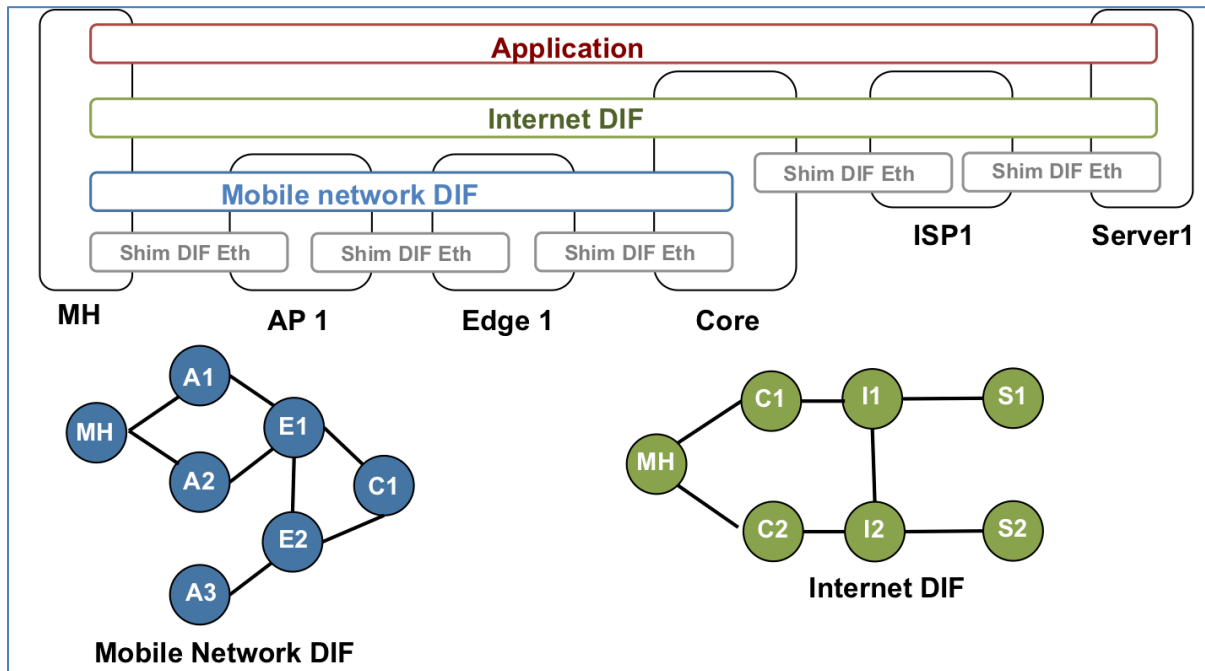 Application
Internet DIF
Shim DIF Eth
Shim DIF Eth
Mobile network DIF
Shim DIF Eth
Shim DIF Eth
Shim DIF Eth
MH
AP 1
Edge 1
Core
ISP1
Server1
A1
MH
E1
A2
C1
E2
A3
Mobile Network DIF
C1
I1
S1
MH
C2
I2
S2
Internet DIF